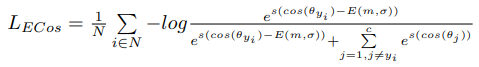 L_{ECos} = \frac{1}{N} \sum_{i \in N} -log \frac{e^{s(cos(\theta_{y_i})-E(m,\sigma))}}{e^{s(cos(\theta_{y_i})-E(m,\sigma))} + \sum_{j=1, j \neq y_i}^{c} e^{s(cos(\theta_j))}}